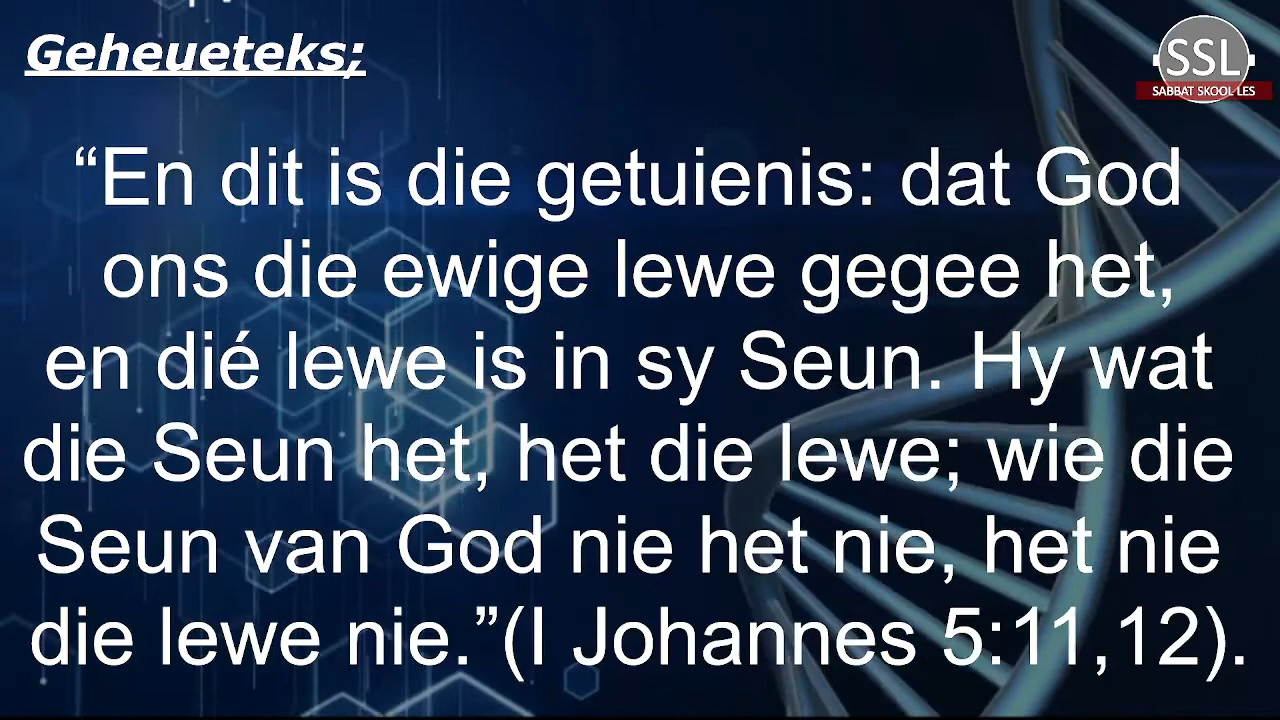 Geheueteks;
SSL
SABBAT SKOOL LES
“En dit is die getuienis: dat God
ons die ewige lewe gegee het,
en dié lewe is in sy Seun. Hy wat
die Seun het, het die lewe; wie die
Seun van God nie het nie, het nie
die lewe nie.”(I Johannes 5:11,12).